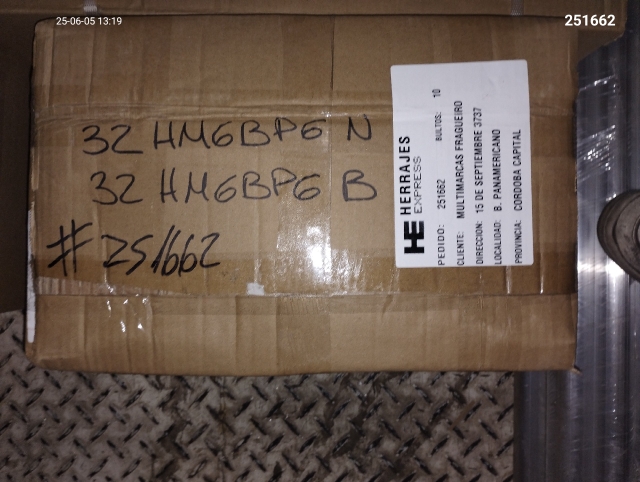 25-06-05 13:19
251662
32 HM6BP6 N
32 HM6BP6 B
# 251662
HE HERRAJES
EXPRESS
PEDIDO: 251662 BULTOS: 10
CLIENTE: MULTIMARCAS FRAGUEIRO
DIRECCION: 15 DE SEPTIEMBRE 3737
LOCALIDAD: B. PANAMERICANO
PROVINCIA: CORDOBA CAPITAL